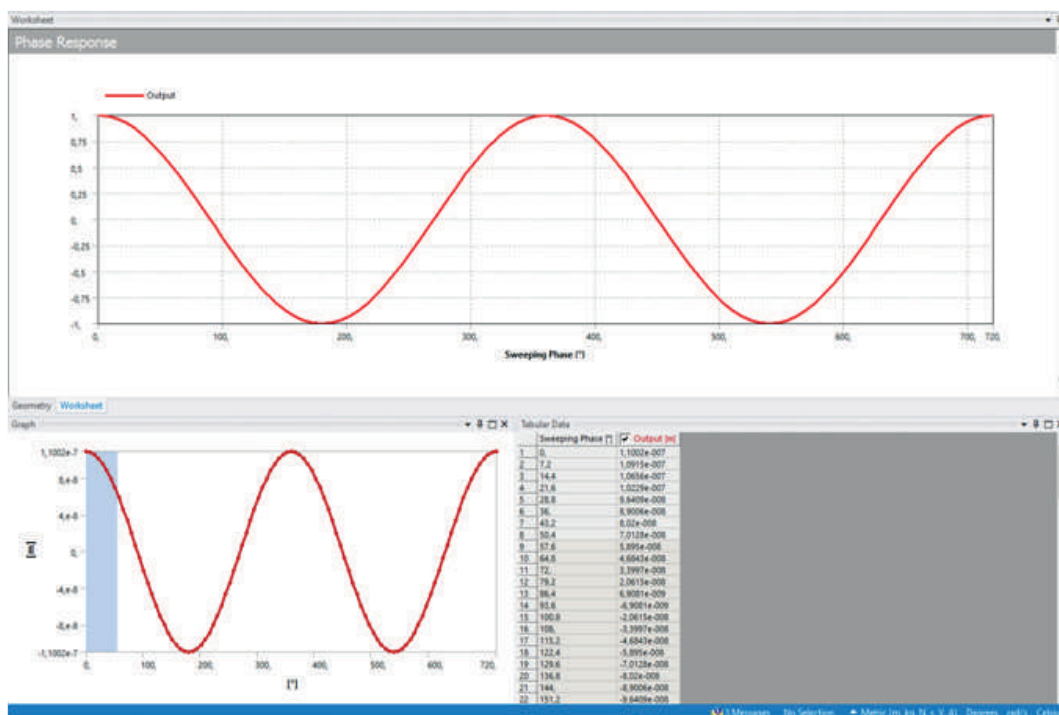 Worksheet
Phase Response
Output
1,
0,75
0,5
0,25
0,
-0,25
-0,5
-0,75
-1,
0, 100, 200, 300, 400, 500, 600, 700, 720,
Sweeping Phase (°)
Geometry Worksheet
Graph
1,1002e-7
8,e-8
4,e-8
0,
-4,e-8
-8,e-8
-1,1002e-7
[m]
0, 100, 200, 300, 400, 500, 600, 720,
[°]
Tabular Data
Sweeping Phase [°] Output [m]
1 0, 1,1002e-007
2 7,2 1,0915e-007
3 14,4 1,0656e-007
4 21,6 1,0229e-007
5 28,8 9,6409e-008
6 36, 8,9006e-008
7 43,2 8,02e-008
8 50,4 7,0128e-008
9 57,6 5,895e-008
10 64,8 4,6843e-008
11 72, 3,3997e-008
12 79,2 2,0615e-008
13 86,4 6,9081e-009
14 93,6 -6,9081e-009
15 100,8 -2,0615e-008
16 108, -3,3997e-008
17 115,2 -4,6843e-008
18 122,4 -5,895e-008
19 129,6 -7,0128e-008
20 136,8 -8,02e-008
21 144, -8,9006e-008
22 151,2 -9,6409e-008
3 Messages No Selection Metric (m, kg, N, s, V, A) Degrees rad/s